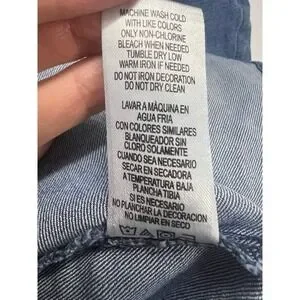 MACHINE WASH COLD
WITH LIKE COLORS
ONLY NON-CHLORINE
BLEACH WHEN NEEDED
TUMBLE DRY LOW
WARM IRON IF NEEDED
DO NOT IRON DECORATION
DO NOT DRY CLEAN
LAVAR A MÁQUINA EN
AGUA FRIA
CON COLORES SIMILARES
BLANQUEADOR SIN
CLORO SOLAMENTE
CUANDO SEA NECESARIO
SECAR EN SECADORA
A TEMPERATURA BAJA
PLANCHA TIBIA
SI ES NECESARIO
NO PLANCHAR LA DECORACION
NO LIMPIAR EN SECO